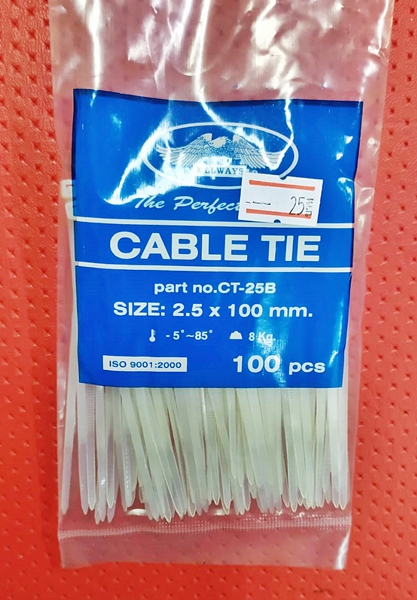 The Perfect
25
CABLE TIE
part no.CT-25B
SIZE: 2.5 x 100 mm.
- 5°~85° 8 Kg.
ISO 9001:2000 100 pcs